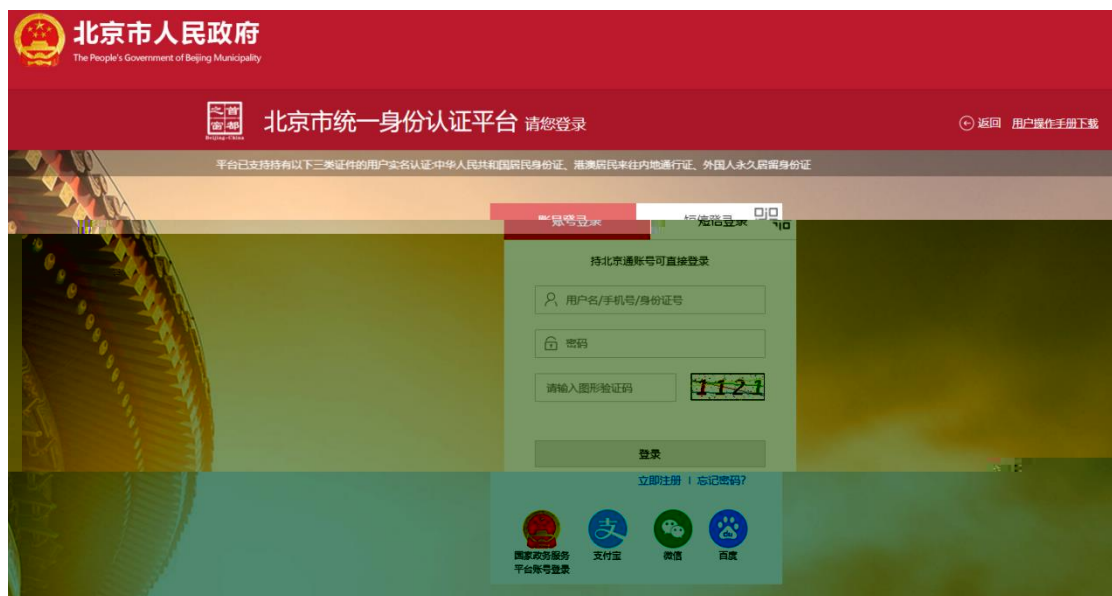 北京市人民政府
The People's Government of Beijing Municipality
首都之窗
Beijing-China
北京市统一身份认证平台 请您登录
返回 用户操作手册下载
平台已支持持有以下三类证件的用户实名认证:中华人民共和国居民身份证、港澳居民来往内地通行证、外国人永久居留身份证
账号登录 短信登录
持北京通账号可直接登录
用户名/手机号/身份证号
密码
请输入图形验证码 1121
登录
立即注册 | 忘记密码?
国家政务服务
平台账号登录
支付宝
微信
百度